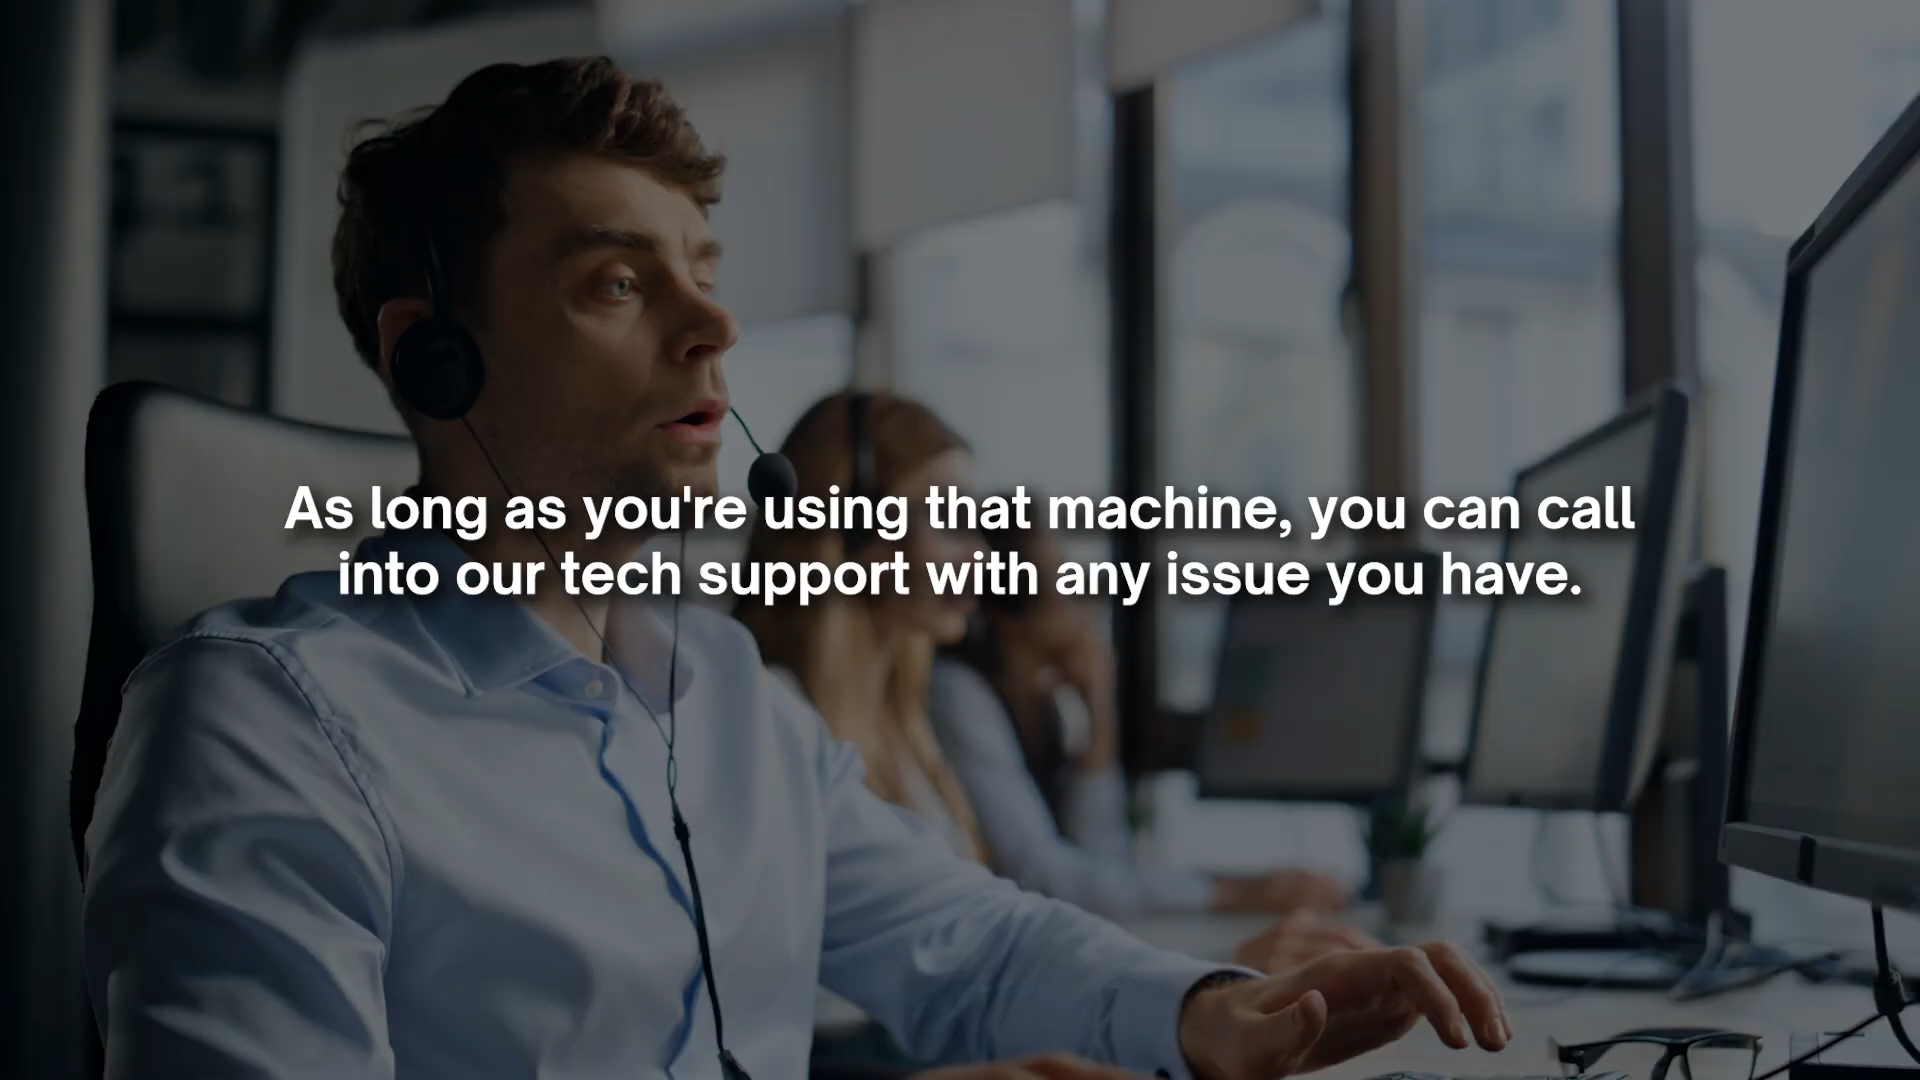 As long as you're using that machine, you can call
into our tech support with any issue you have.